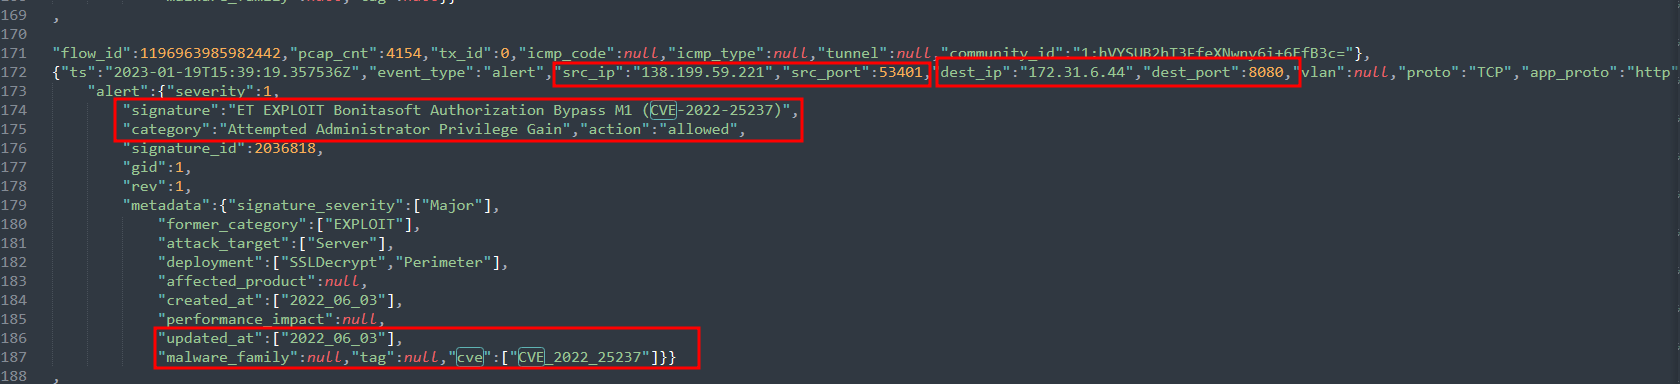 169 ,
170
171 "flow_id":1196963985982442,"pcap_cnt":4154,"tx_id":0,"icmp_code":null,"icmp_type":null,"tunnel":null,"community_id":
172 {"ts":"2023-01-19T15:39:19.357536Z","event_type":"alert","src_ip":"138.199.59.221","src_port":53401,"dest_ip":"172.31.6.44","dest_port":8080,"vlan":null,"proto":"TCP","app_proto":"http"
173 "alert":{"severity":1,
174 "signature":"ET EXPLOIT Bonitasoft Authorization Bypass M1 (CVE-2022-25237)",
175 "category":"Attempted Administrator Privilege Gain","action":"allowed",
176 "signature_id":2036818,
177 "gid":1,
178 "rev":1,
179 "metadata":{"signature_severity":["Major"],
180 "former_category":["EXPLOIT"],
181 "attack_target":["Server"],
182 "deployment":["SSLDecrypt","Perimeter"],
183 "affected_product":null,
184 "created_at":["2022_06_03"],
185 "performance_impact":null,
186 "updated_at":["2022_06_03"],
187 "malware_family":null,"tag":null,"cve":["CVE_2022_25237"]}}
188 ,